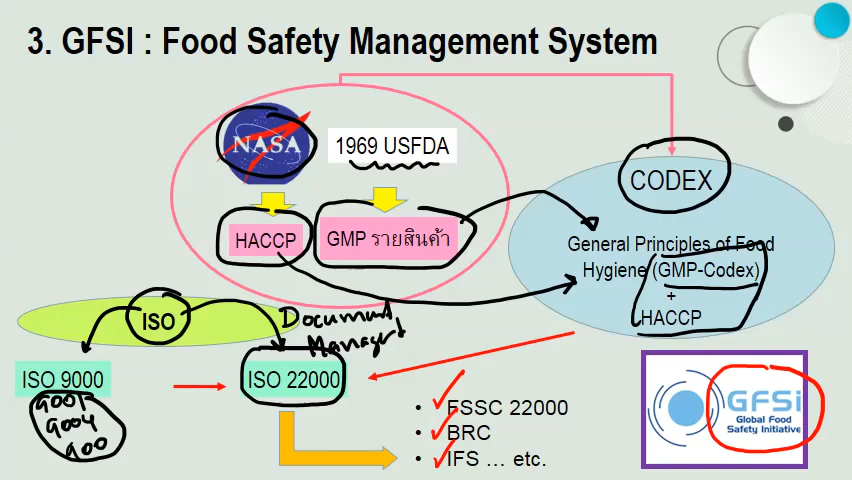 3. GFSI : Food Safety Management System
NASA
1969 USFDA
CODEX
HACCP
GMP รายสินค้า
General Principles of Food
Hygiene (GMP-Codex)
+
HACCP
ISO
Document
ISO 9000
ISO 22000
9001
9004
900
• FSSC 22000
• BRC
• IFS ... etc.
GFSi
Global Food
Safety Initiative